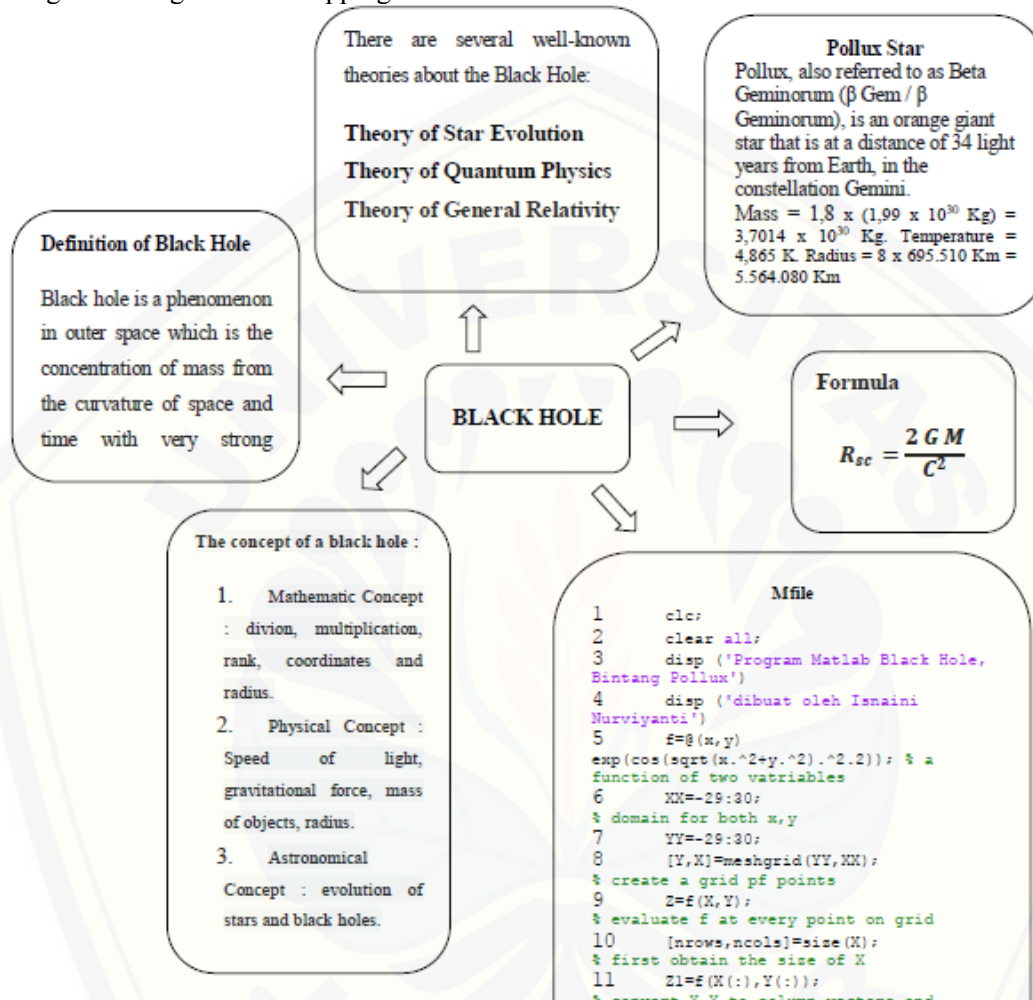 There are several well-known
theories about the Black Hole:
Theory of Star Evolution
Theory of Quantum Physics
Theory of General Relativity
Pollux Star
Pollux, also referred to as Beta
Geminorum (β Gem / β
Geminorum), is an orange giant
star that is at a distance of 34 light
years from Earth, in the
constellation Gemini.
Mass = 1,8 x (1,99 x 10³⁰ Kg) =
3,7014 x 10³⁰ Kg. Temperature =
4,865 K. Radius = 8 x 695.510 Km =
5.564.080 Km
Definition of Black Hole
Black hole is a phenomenon
in outer space which is the
concentration of mass from
the curvature of space and
time with very strong
BLACK HOLE
Formula
R_sc = 2 G M / C²
The concept of a black hole :
1. Mathematic Concept
: divion, multiplication,
rank, coordinates and
radius.
2. Physical Concept :
Speed of light,
gravitational force, mass
of objects, radius.
3. Astronomical
Concept : evolution of
stars and black holes.
Mfile
1 clc;
2 clear all;
3 disp ('Program Matlab Black Hole,
Bintang Pollux')
4 disp ('dibuat oleh Isnaini
Nurviyanti')
5 f=@(x,y)
exp(cos(sqrt(x.^2+y.^2).^2.2)); % a
function of two vatriables
6 XX=-29:30;
% domain for both x,y
7 YY=-29:30;
8 [Y,X]=meshgrid(YY,XX);
% create a grid pf points
9 Z=f(X,Y);
% evaluate f at every point on grid
10 [nrows,ncols]=size(X);
% first obtain the size of X
11 Z1=f(X(:),Y(:));
UNIVERSITAS